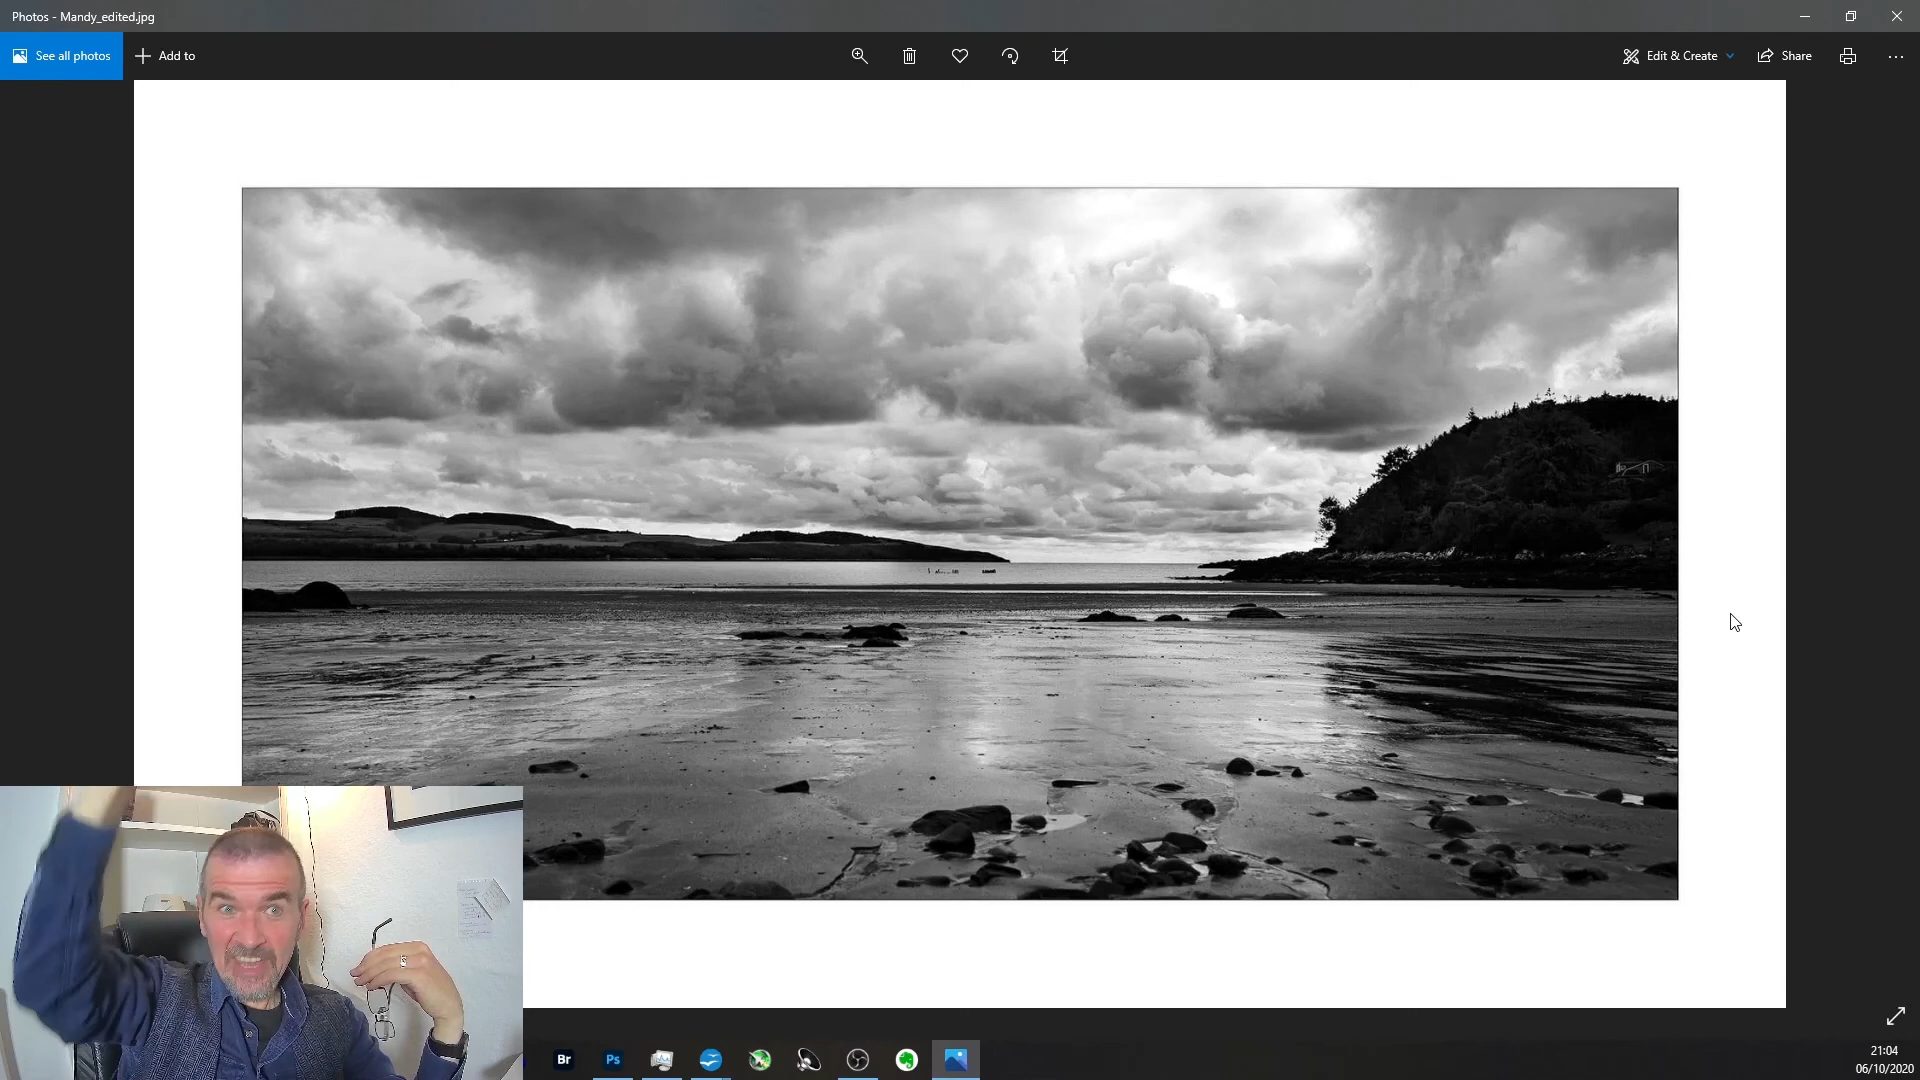 Photos - Mandy_edited.jpg
See all photos
Add to
Edit & Create
Share
Br
Ps
21:04
06/10/2020